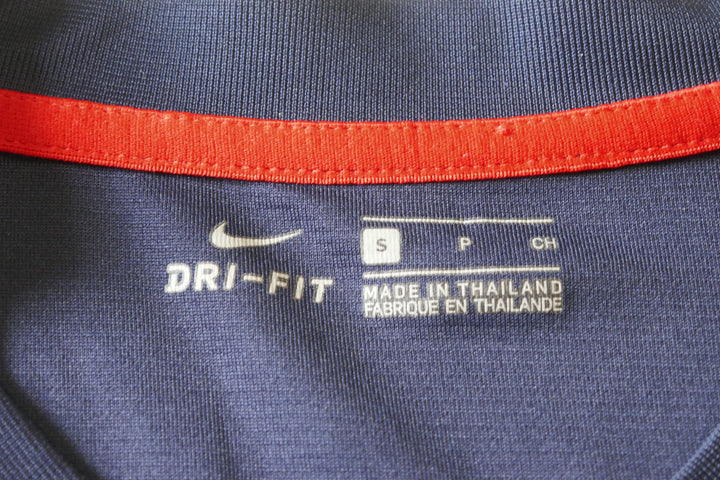 DRI-FIT
S P CH
MADE IN THAILAND
FABRIQUE EN THAILANDE